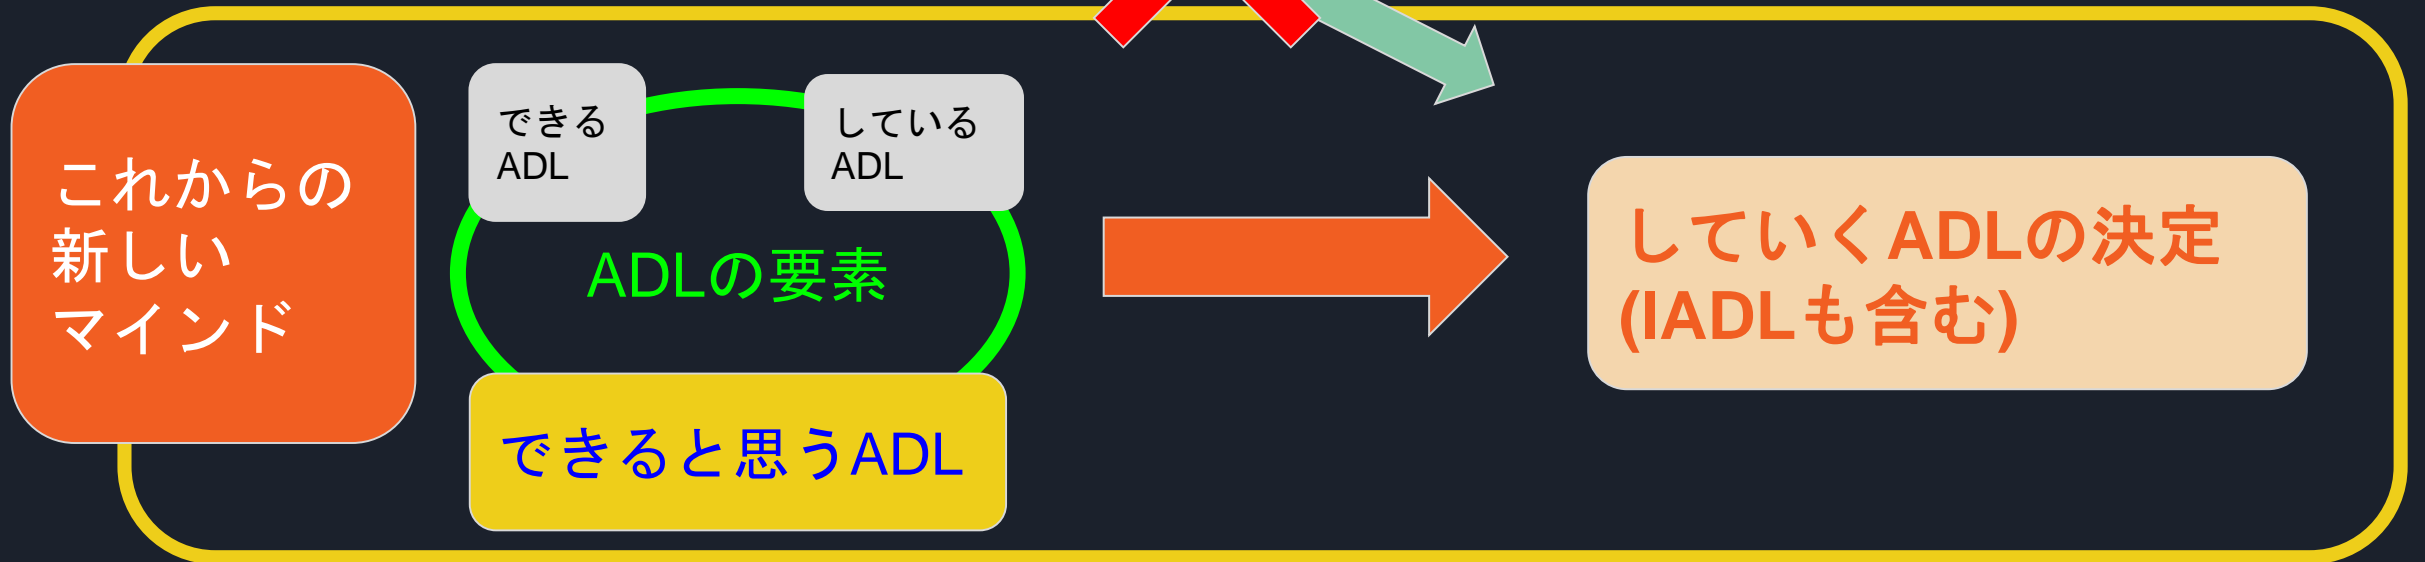 これからの
新しい
マインド
できる
ADL
している
ADL
ADLの要素
できると思うADL
していくADLの決定
(IADLも含む)